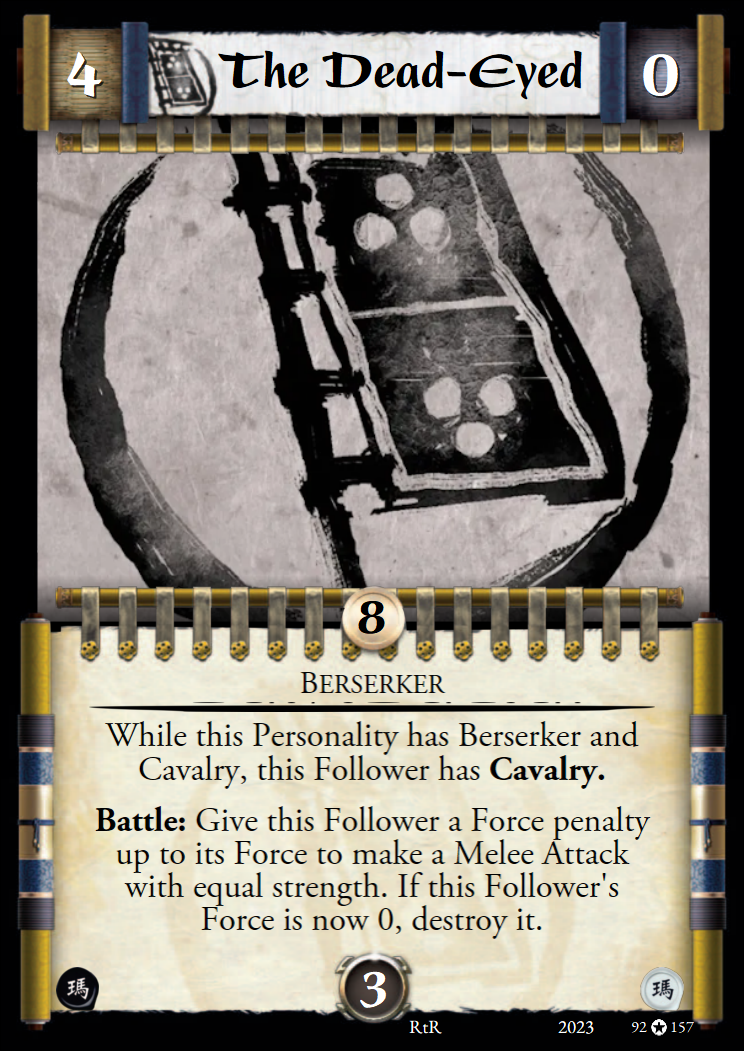 4 The Dead-Eyed 0
8
BERSERKER
While this Personality has Berserker and
Cavalry, this Follower has Cavalry.
Battle: Give this Follower a Force penalty
up to its Force to make a Melee Attack
with equal strength. If this Follower's
Force is now 0, destroy it.
瑪 3 瑪
RtR 2023 92 157